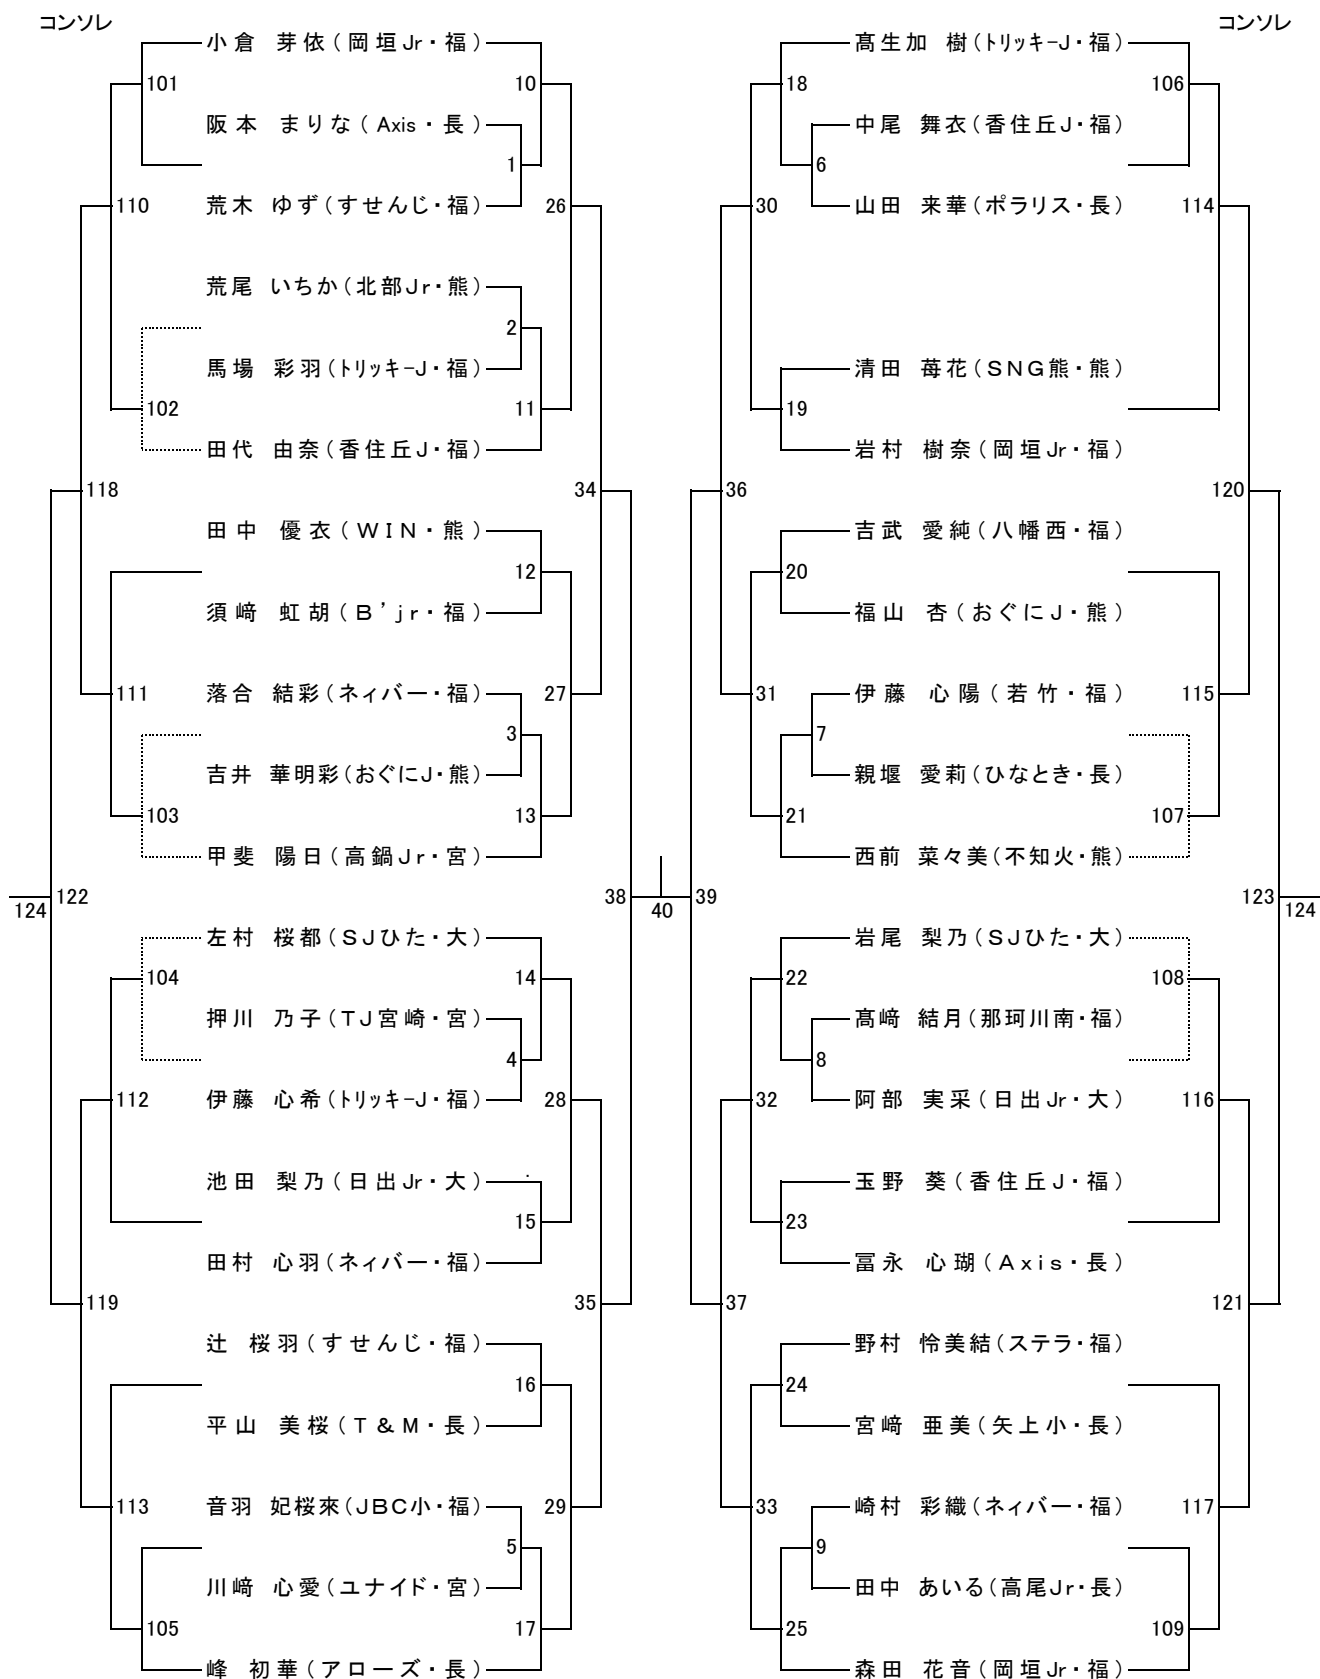 コンソレ
コンソレ
小倉 芽依(岡垣Jr・福)
101
10
阪本 まりな(Axis・長)
1
110
荒木 ゆず(すせんじ・福)
26
荒尾 いちか(北部Jr・熊)
2
馬場 彩羽(トリッキーJ・福)
102
11
田代 由奈(香住丘J・福)
118
34
田中 優衣(WIN・熊)
12
須﨑 虹胡(B'jr・福)
111
落合 結彩(ネィバー・福)
27
3
吉井 華明彩(おぐにJ・熊)
103
13
甲斐 陽日(高鍋Jr・宮)
124
122
38
40
左村 桜都(SJひた・大)
104
14
押川 乃子(TJ宮崎・宮)
4
112
伊藤 心希(トリッキーJ・福)
28
池田 梨乃(日出Jr・大)
15
田村 心羽(ネィバー・福)
119
35
辻 桜羽(すせんじ・福)
16
平山 美桜(T&M・長)
113
音羽 妃桜來(JBC小・福)
29
5
川﨑 心愛(ユナイド・宮)
105
17
峰 初華(アローズ・長)
髙生加 樹(トリッキーJ・福)
18
106
中尾 舞衣(香住丘J・福)
6
30
山田 来華(ポラリス・長)
114
清田 苺花(SNG熊・熊)
19
岩村 樹奈(岡垣Jr・福)
36
120
吉武 愛純(八幡西・福)
20
福山 杏(おぐにJ・熊)
31
伊藤 心陽(若竹・福)
115
7
親堰 愛莉(ひなとき・長)
21
107
西前 菜々美(不知火・熊)
39
123
124
岩尾 梨乃(SJひた・大)
22
108
髙﨑 結月(那珂川南・福)
8
32
阿部 実采(日出Jr・大)
116
玉野 葵(香住丘J・福)
23
冨永 心瑚(Axis・長)
37
121
野村 怜美結(ステラ・福)
24
宮﨑 亜美(矢上小・長)
33
崎村 彩織(ネィバー・福)
117
9
田中 あいる(高尾Jr・長)
25
109
森田 花音(岡垣Jr・福)